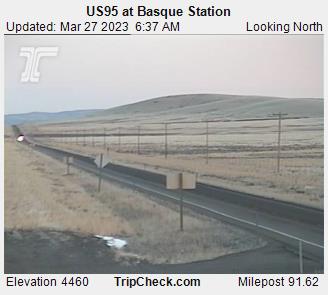 US95 at Basque Station
Updated: Mar 27 2023 6:37 AM Looking North
Elevation 4460 TripCheck.com Milepost 91.62